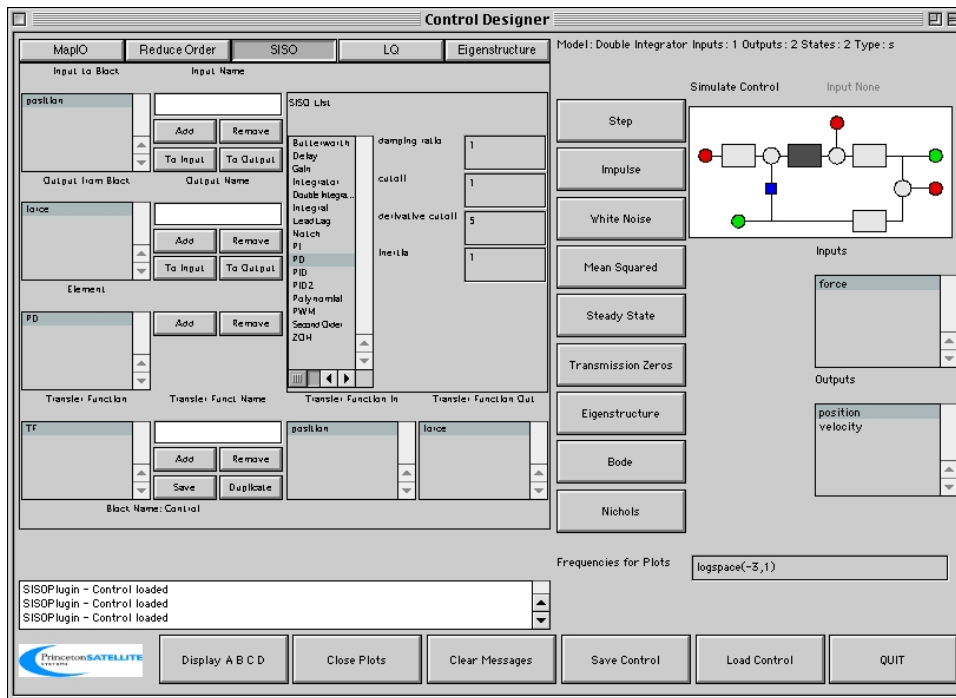 Control Designer
MapIO
Reduce Order
SISO
LQ
Eigenstructure
Model: Double Integrator Inputs: 1 Outputs: 2 States: 2 Type: s
Input to Block
Input Name
position
Add
Remove
To Input
To Output
Output from Block
Output Name
force
Add
Remove
To Input
To Output
Element
PD
Add
Remove
SISO List
Butterworth
Delay
Gain
Integrator
Double Integra...
Integral
LeadLag
Notch
PI
PD
PID
PID2
Polynomial
PWM
Second Order
ZOH
damping ratio
1
cutoff
1
derivative cutoff
5
Inertia
1
Transfer Function
Transfer Funct Name
Transfer Function In
Transfer Function Out
TF
Add
Remove
Save
Duplicate
position
force
Block Name: Control
Step
Impulse
White Noise
Mean Squared
Steady State
Transmission Zeros
Eigenstructure
Bode
Nichols
Simulate Control
Input None
Inputs
force
Outputs
position
velocity
Frequencies for Plots
logspace(-3,1)
SISOPlugin - Control loaded
SISOPlugin - Control loaded
SISOPlugin - Control loaded
Princeton SATELLITE
SYSTEMS
Display A B C D
Close Plots
Clear Messages
Save Control
Load Control
QUIT